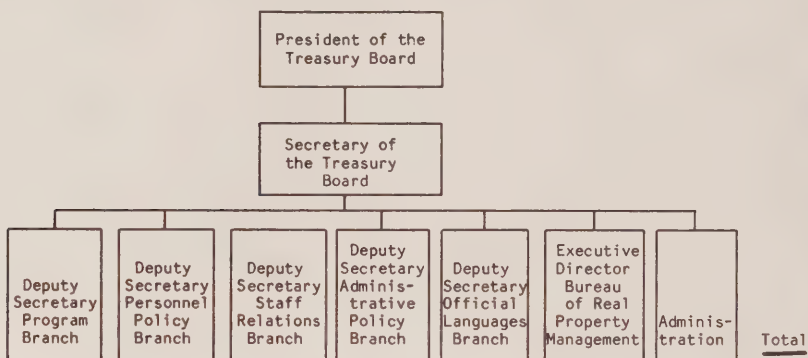 President of the
Treasury Board
Secretary of
the Treasury
Board
Deputy
Secretary
Program
Branch
Deputy
Secretary
Personnel
Policy
Branch
Deputy
Secretary
Staff
Relations
Branch
Deputy
Secretary
Adminis-
trative
Policy
Branch
Deputy
Secretary
Official
Languages
Branch
Executive
Director
Bureau
of Real
Property
Management
Adminis-
tration
Total